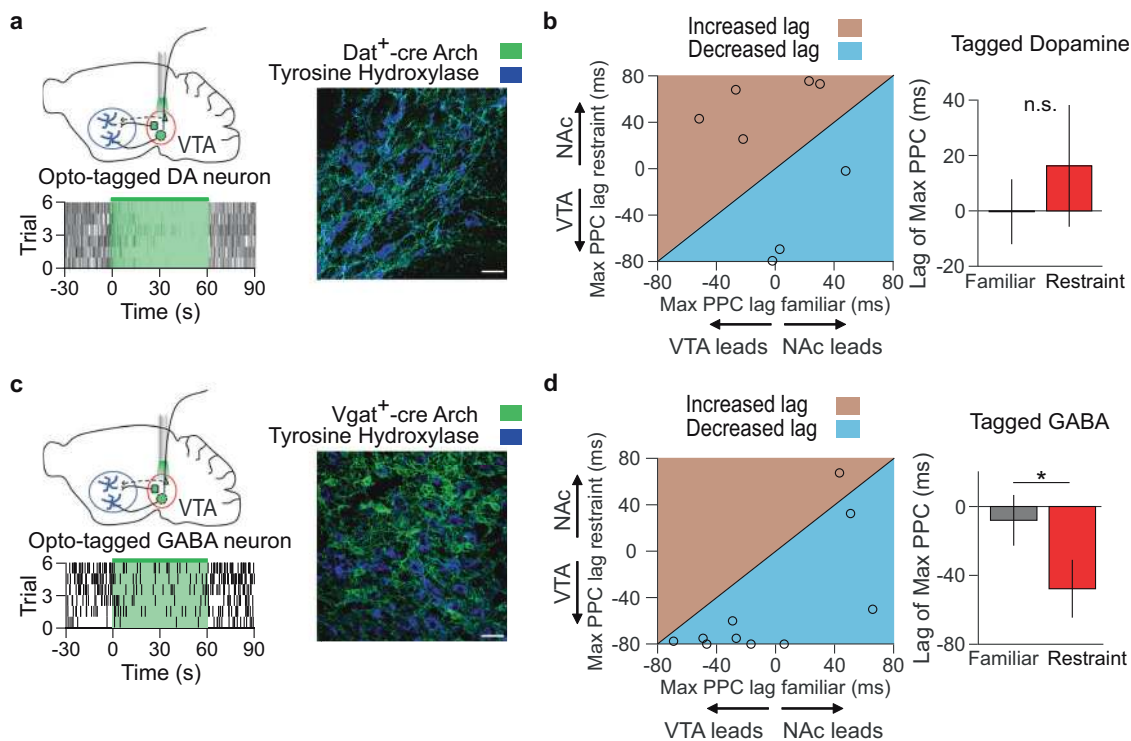 a
Dat+-cre Arch
Tyrosine Hydroxylase
VTA
Opto-tagged DA neuron
Trial
6
0
-30 0 30 60 90
Time (s)
b
Increased lag
Decreased lag
Max PPC lag restraint (ms)
NAc
VTA
80
40
0
-40
-80
-80 -40 0 40 80
Max PPC lag familiar (ms)
VTA leads NAc leads
Tagged Dopamine
n.s.
Lag of Max PPC (ms)
40
20
0
-20
Familiar Restraint
c
Vgat+-cre Arch
Tyrosine Hydroxylase
VTA
Opto-tagged GABA neuron
Trial
6
0
-30 0 30 60 90
Time (s)
d
Increased lag
Decreased lag
Max PPC lag restraint (ms)
NAc
VTA
80
40
0
-40
-80
-80 -40 0 40 80
Max PPC lag familiar (ms)
VTA leads NAc leads
Tagged GABA
*
Lag of Max PPC (ms)
0
-40
-80
Familiar Restraint